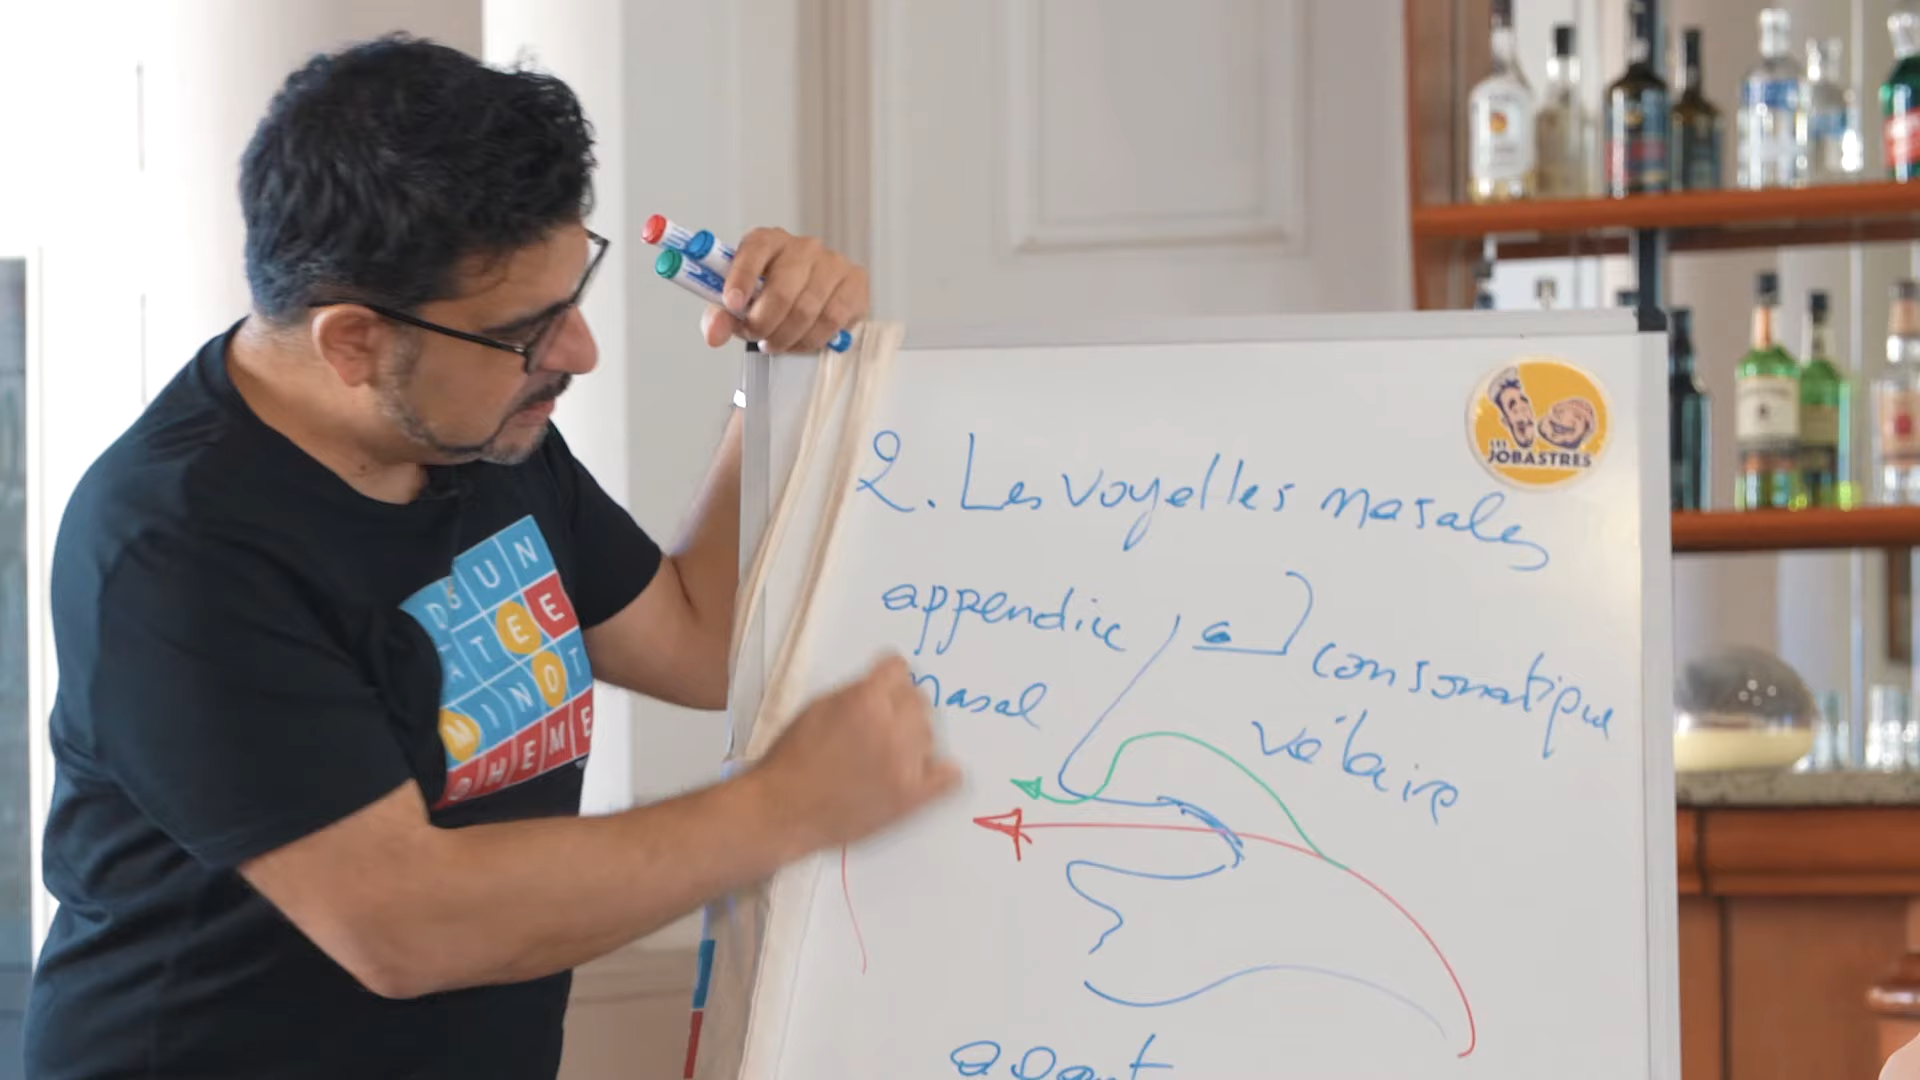 2. Les voyelles nasales
appendice
nasal
consonantique
vélaire
LES
JOBASTRES
D S U N
A T E E
M I N O T
B H E M E